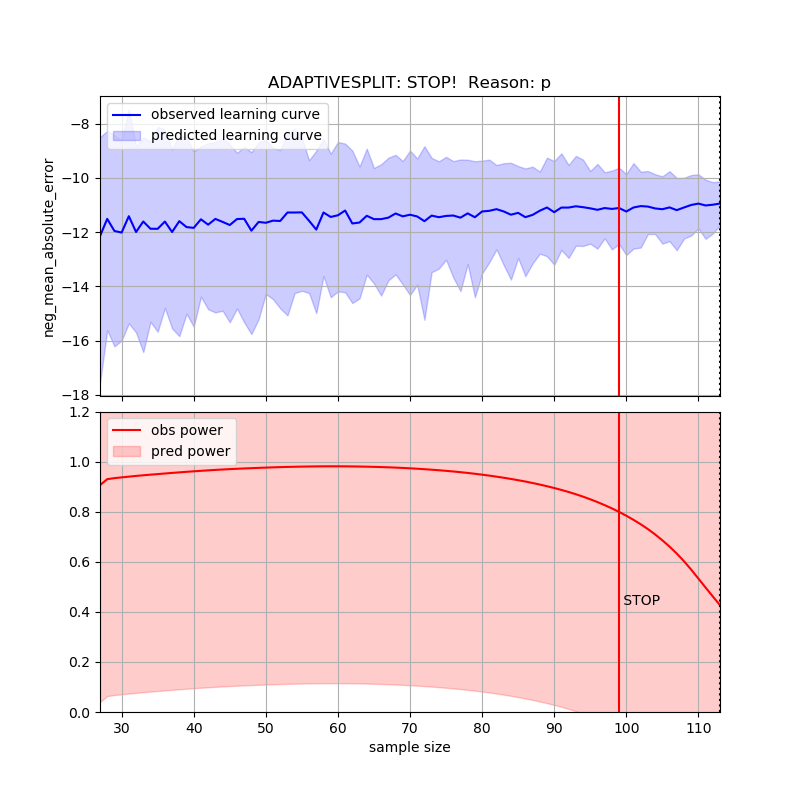 ADAPTIVESPLIT: STOP!  Reason: p
observed learning curve
predicted learning curve
neg_mean_absolute_error
−8
−10
−12
−14
−16
−18
obs power
pred power
1.2
1.0
0.8
0.6
0.4
0.2
0.0
STOP
30 40 50 60 70 80 90 100 110
sample size